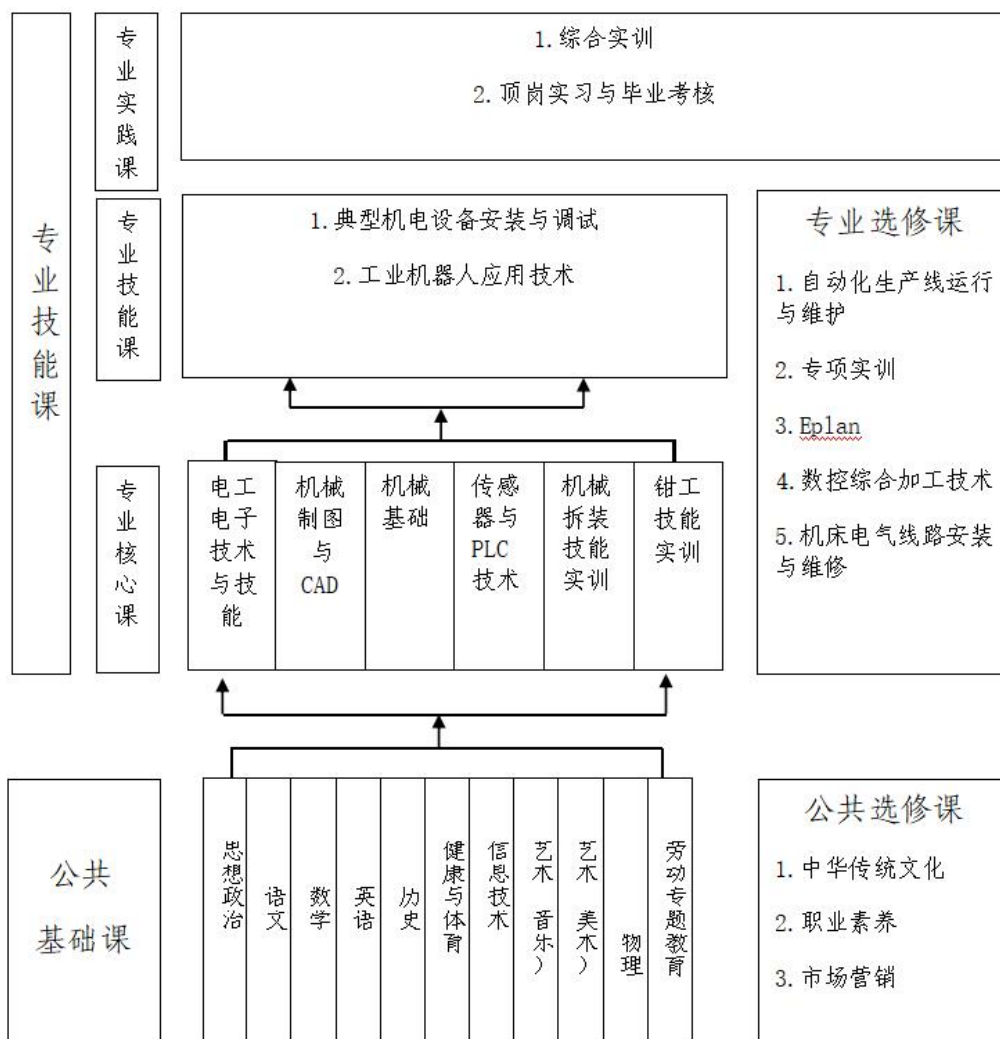 专业技能课
专业实践课
1.综合实训
2.顶岗实习与毕业考核
专业技能课
1.典型机电设备安装与调试
2.工业机器人应用技术
专业选修课
1.自动化生产线运行
与维护
2.专项实训
3.Eplan
4.数控综合加工技术
5.机床电气线路安装
与维修
专业核心课
电工
电子
技术
与技
能
机械
制图
与
CAD
机械
基础
传感
器与
PLC
技术
机械
拆装
技能
实训
钳工
技能
实训
公共
基础课
思想政治
语文
数学
英语
历史
健康与体育
信息技术
艺术 音乐）
艺术 美术）
物理
劳动专题教育
公共选修课
1.中华传统文化
2.职业素养
3.市场营销